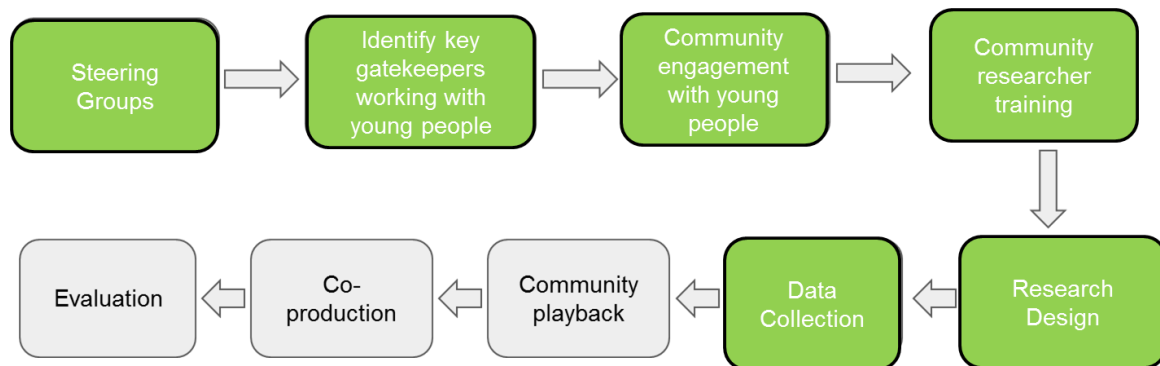 Steering
Groups
Identify key
gatekeepers
working with
young people
Community
engagement
with young
people
Community
researcher
training
Evaluation
Co-
production
Community
playback
Data
Collection
Research
Design